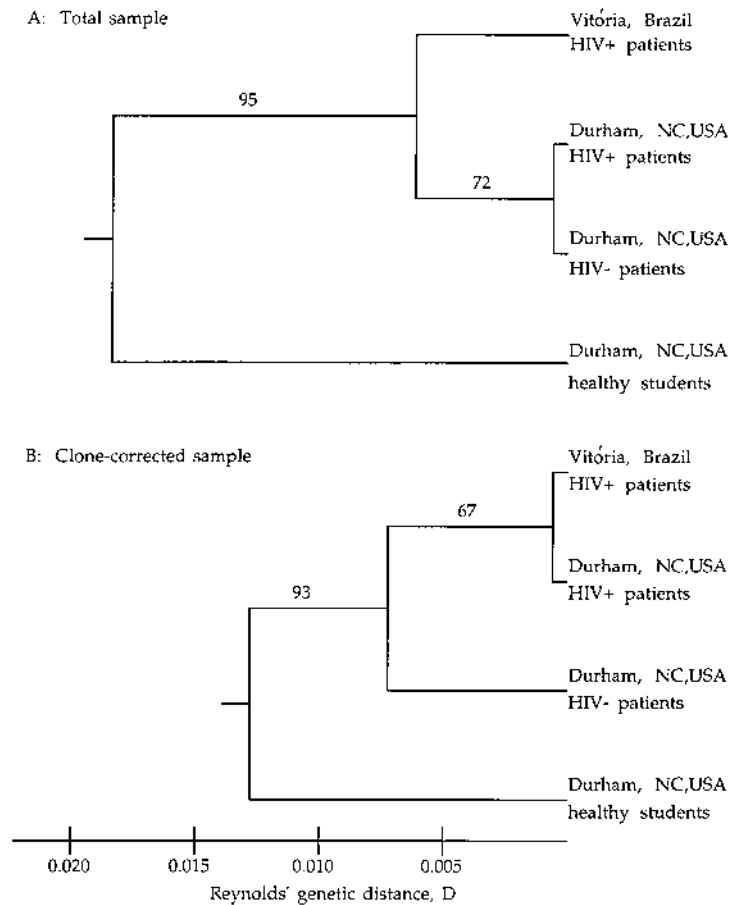 A: Total sample
Vitória, Brazil
HIV+ patients
95
Durham, NC,USA
HIV+ patients
72
Durham, NC,USA
HIV- patients
Durham, NC,USA
healthy students
B: Clone-corrected sample
Vitória, Brazil
HIV+ patients
67
Durham, NC,USA
HIV+ patients
93
Durham, NC,USA
HIV- patients
Durham, NC,USA
healthy students
0.020 0.015 0.010 0.005
Reynolds' genetic distance, D